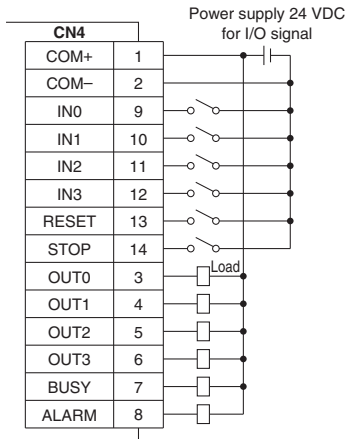 Power supply 24 VDC
for I/O signal
CN4
COM+ 1
COM– 2
IN0 9
IN1 10
IN2 11
IN3 12
RESET 13
STOP 14
OUT0 3 Load
OUT1 4
OUT2 5
OUT3 6
BUSY 7
ALARM 8